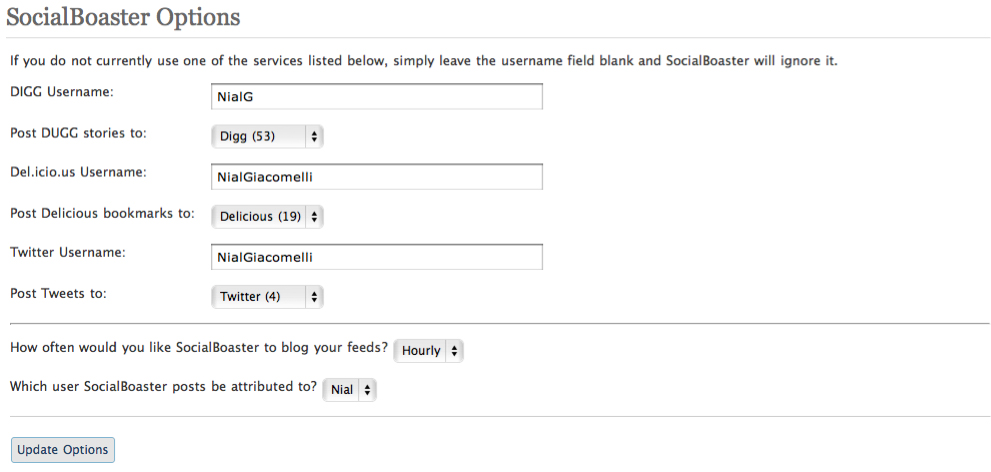 SocialBoaster Options
If you do not currently use one of the services listed below, simply leave the username field blank and SocialBoaster will ignore it.
DIGG Username: NialG
Post DUGG stories to: Digg (53)
Del.icio.us Username: NialGiacomelli
Post Delicious bookmarks to: Delicious (19)
Twitter Username: NialGiacomelli
Post Tweets to: Twitter (4)
How often would you like SocialBoaster to blog your feeds? Hourly
Which user SocialBoaster posts be attributed to? Nial
Update Options